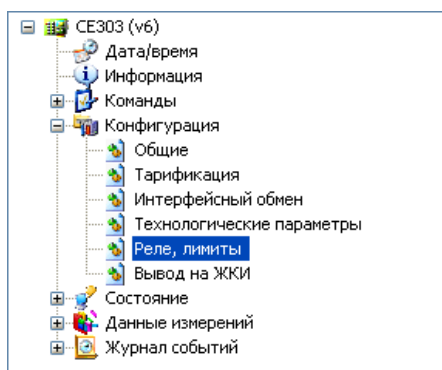 CE303 (v6)
Дата/время
Информация
Команды
Конфигурация
Общие
Тарификация
Интерфейсный обмен
Технологические параметры
Реле, лимиты
Вывод на ЖКИ
Состояние
Данные измерений
Журнал событий